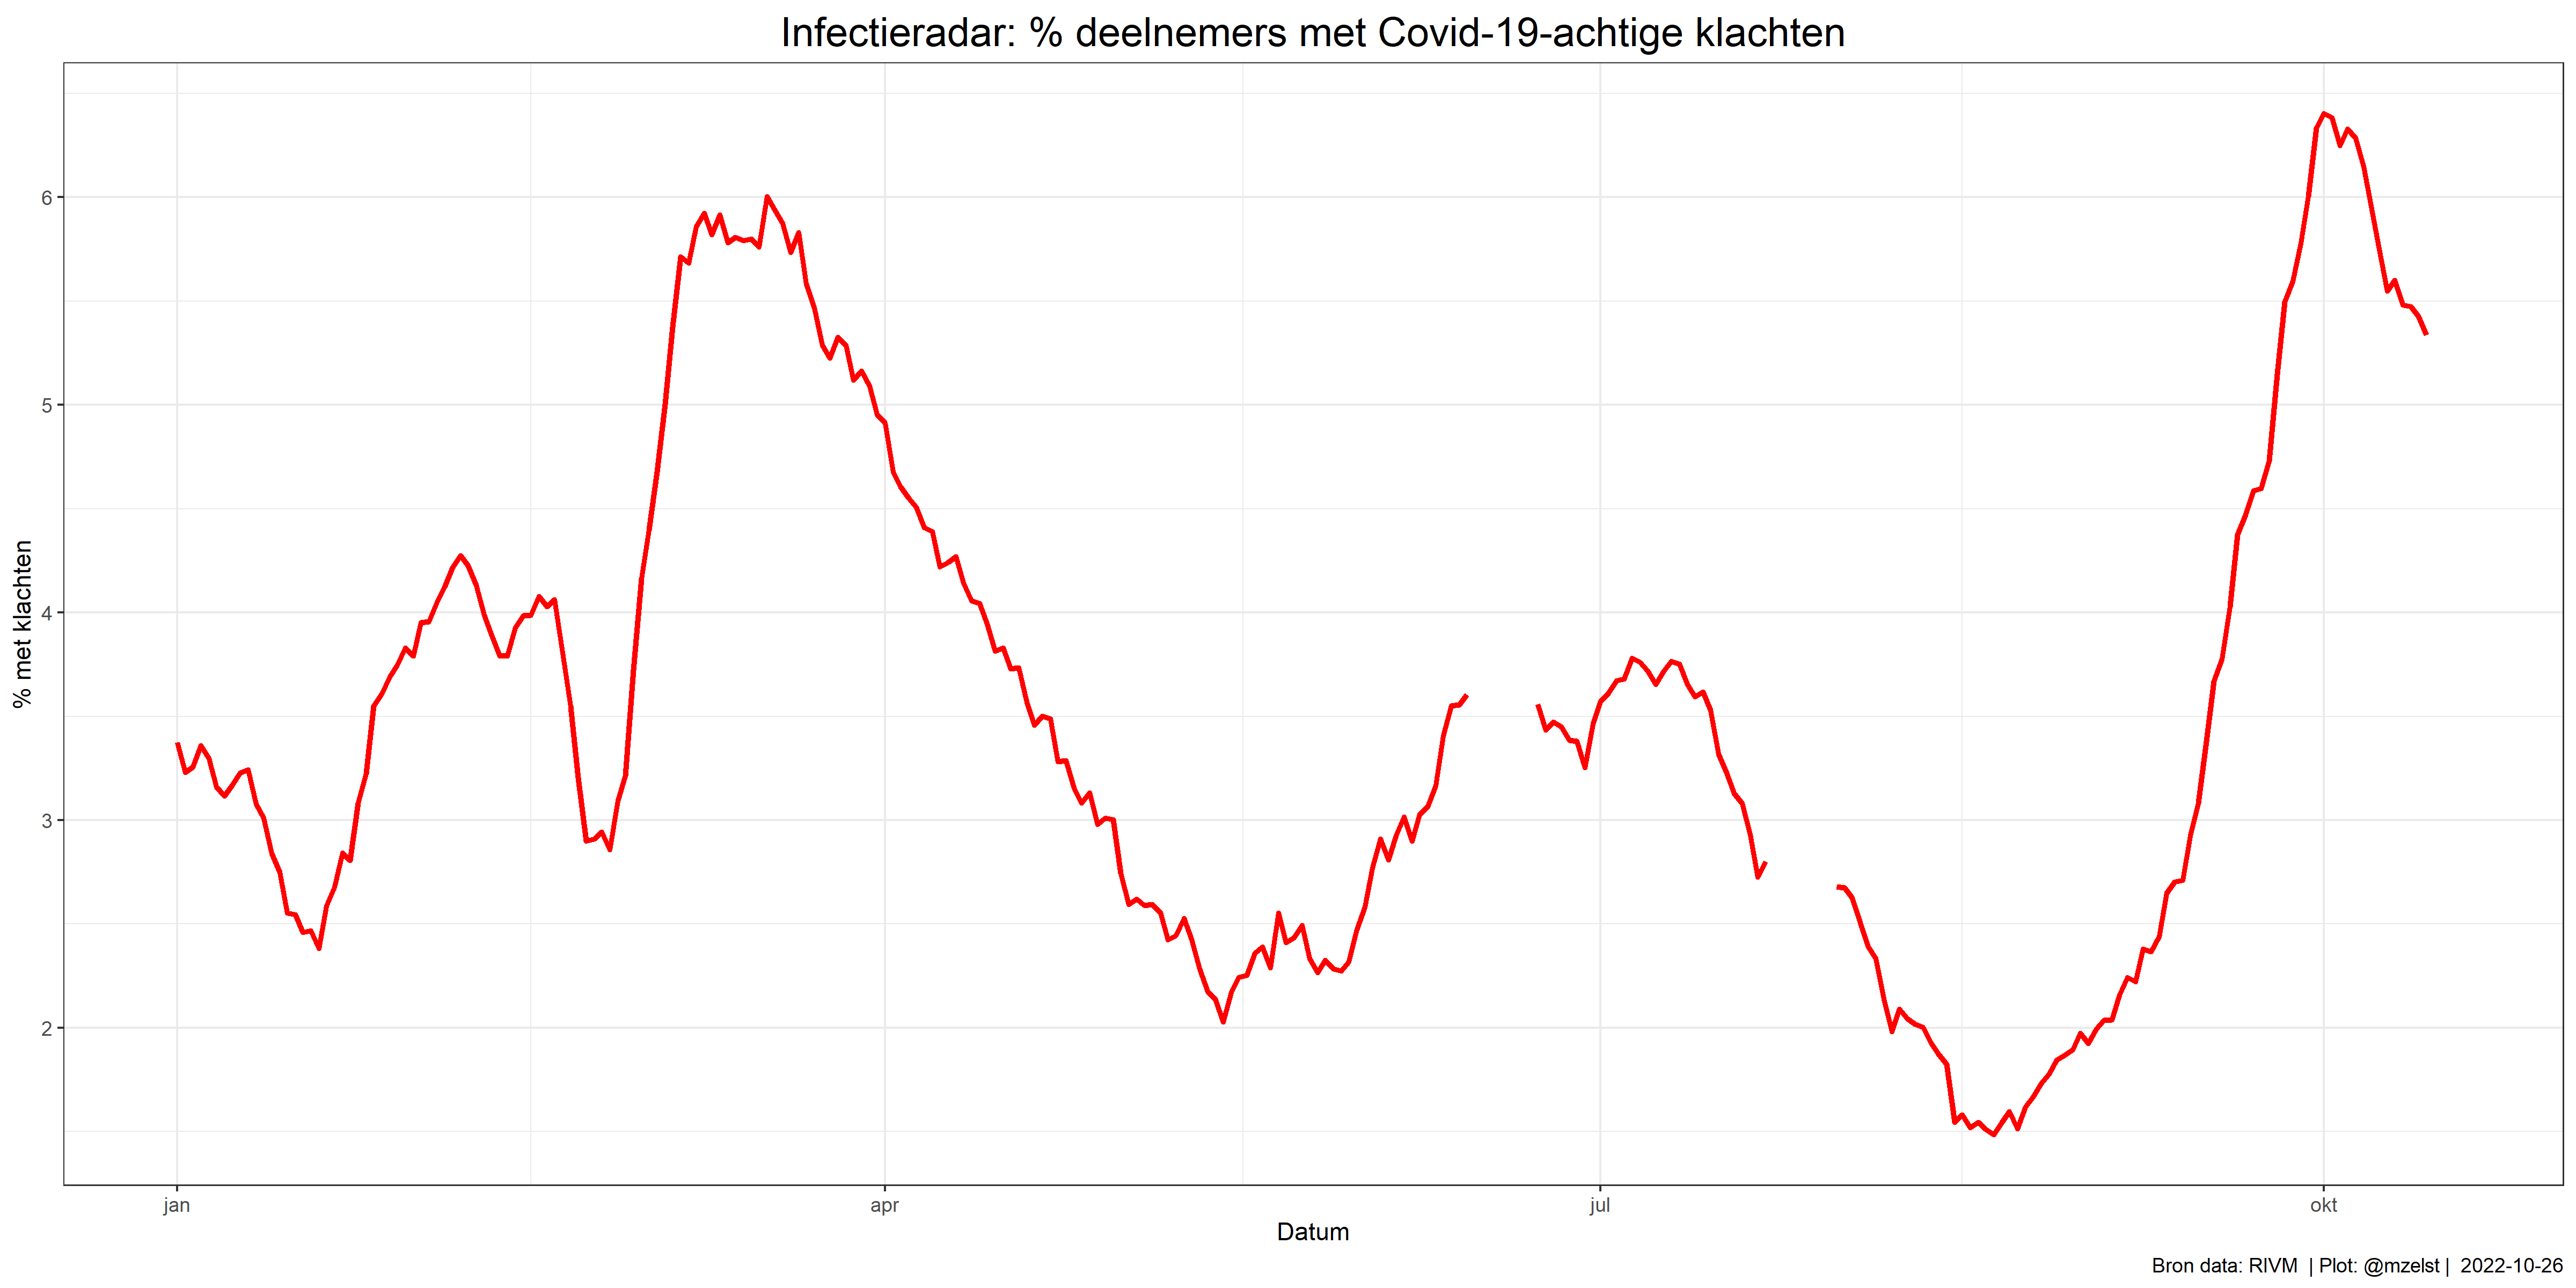 Infectieradar: % deelnemers met Covid-19-achtige klachten
% met klachten
6
5
4
3
2
jan apr jul okt
Datum
Bron data: RIVM | Plot: @mzelst | 2022-10-26